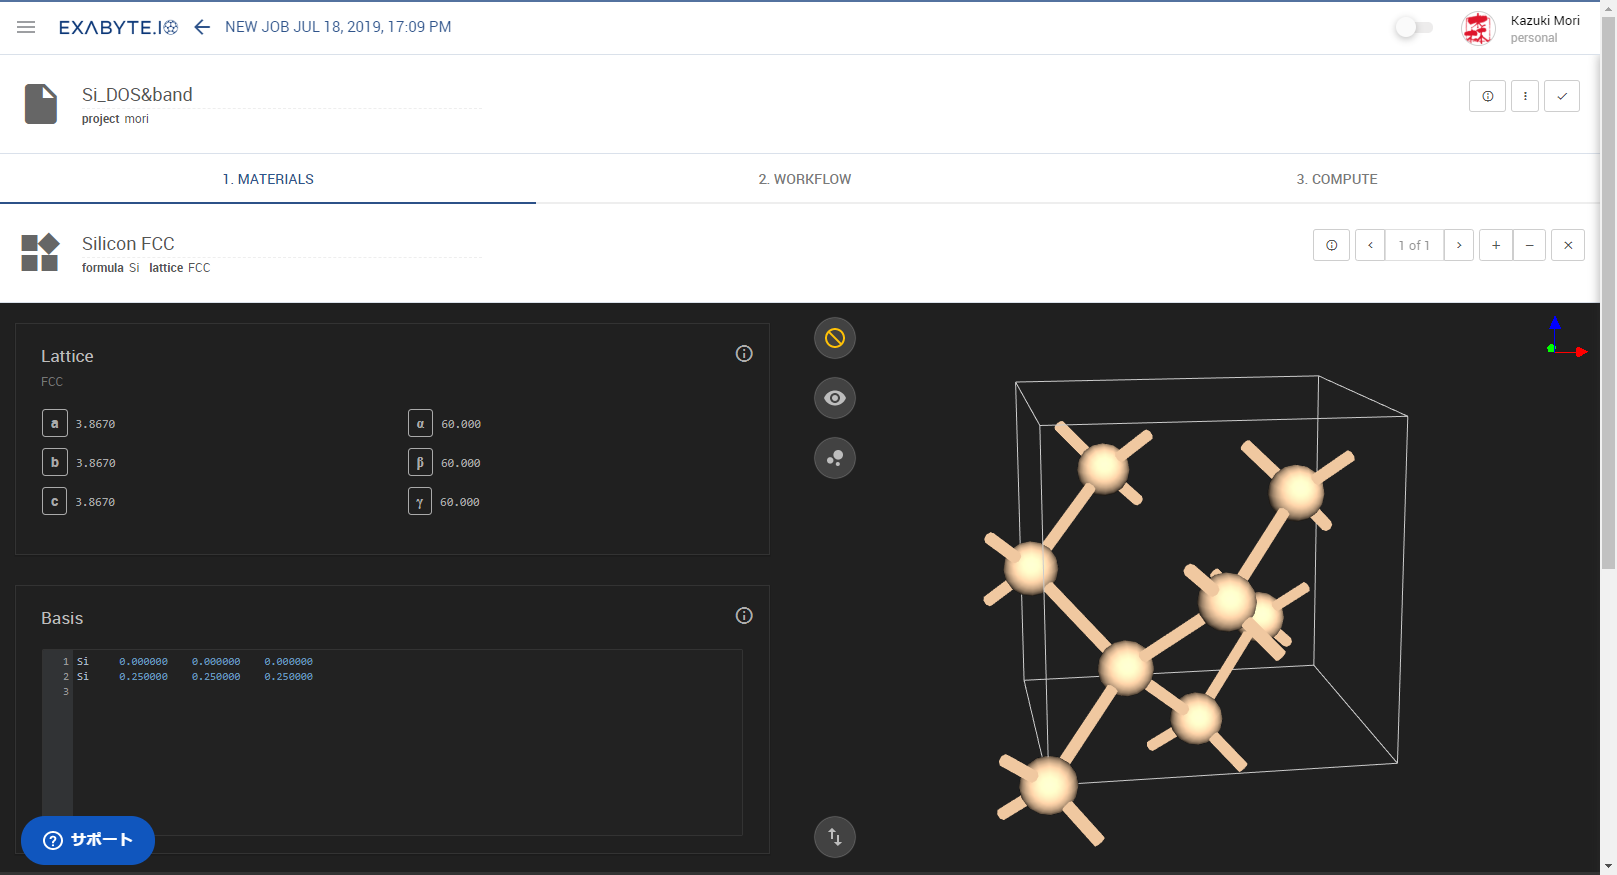 EXABYTE.IO NEW JOB JUL 18, 2019, 17:09 PM
Kazuki Mori
personal
Si_DOS&band
project mori
1. MATERIALS 2. WORKFLOW 3. COMPUTE
Silicon FCC
formula Si lattice FCC
1 of 1
Lattice
FCC
a 3.8670 α 60.000
b 3.8670 β 60.000
c 3.8670 γ 60.000
Basis
1 Si 0.000000 0.000000 0.000000
2 Si 0.250000 0.250000 0.250000
3
サポート